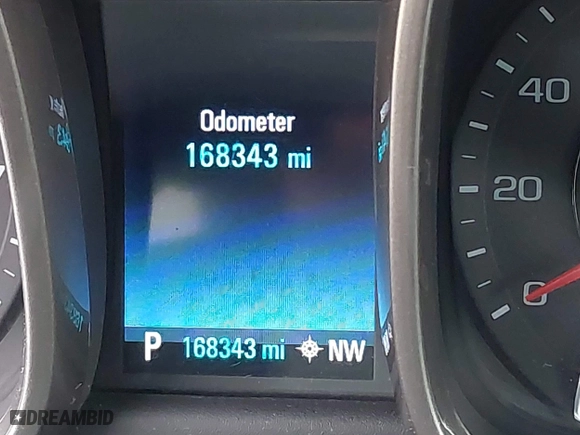 Odometer
168343 mi
P 168343 mi NW
40
20
0
DREAMBID